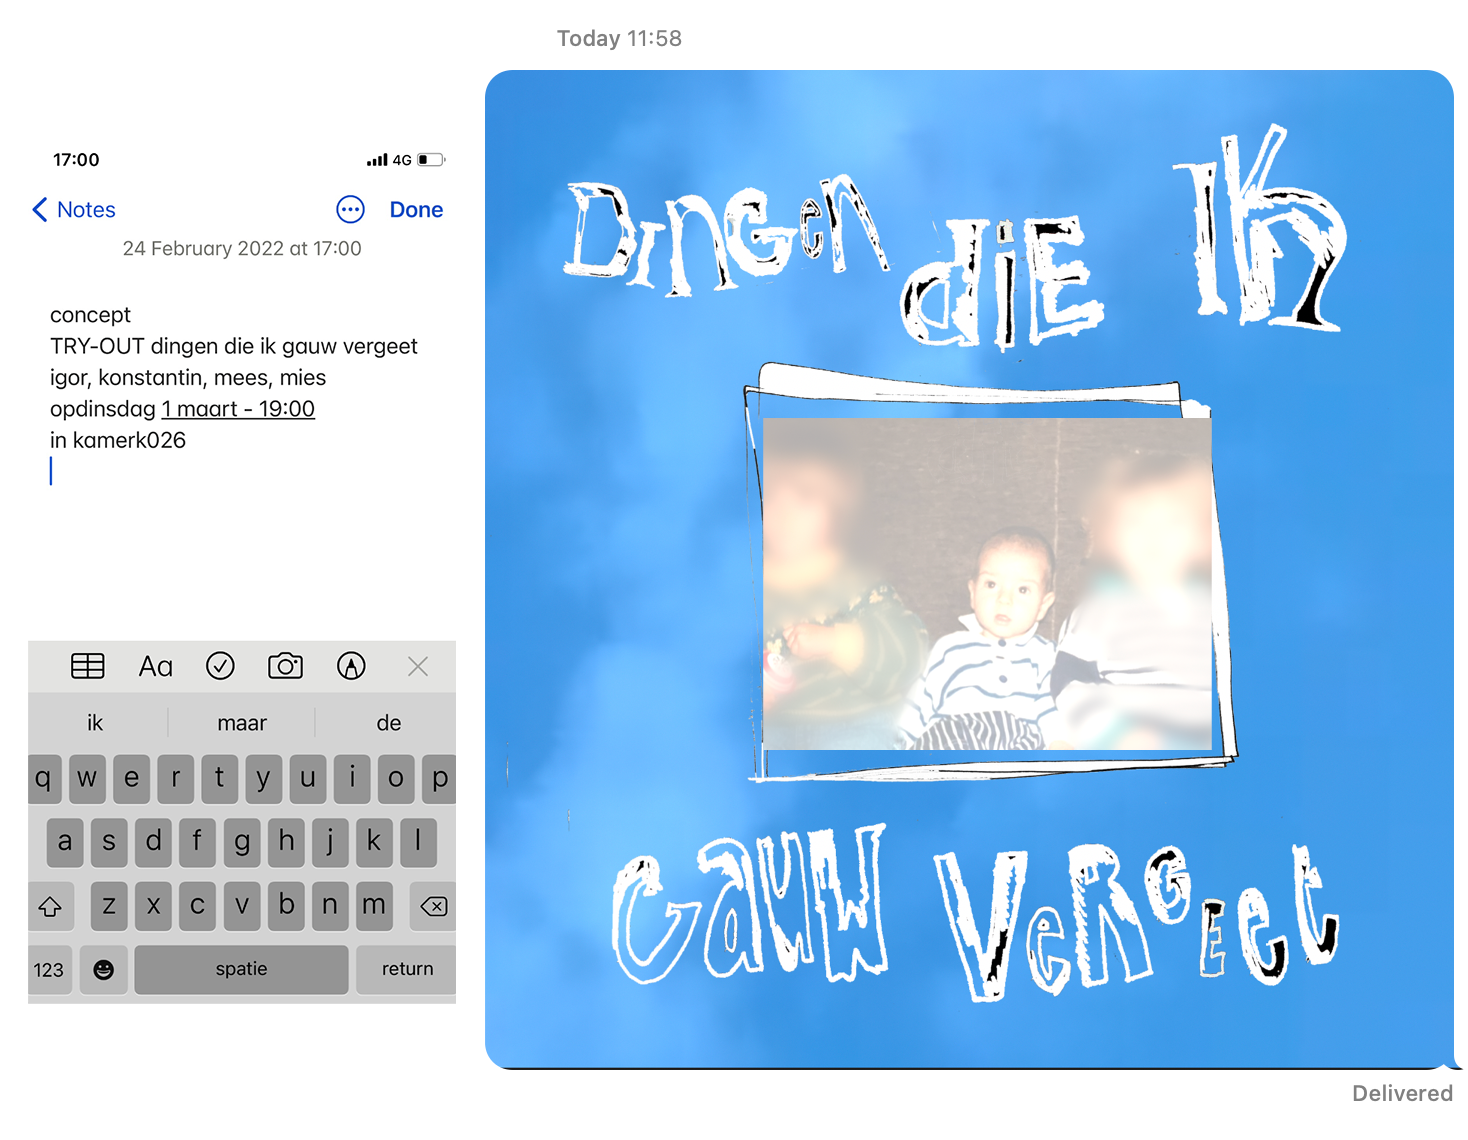 Today 11:58
17:00
4G
Notes
Done
24 February 2022 at 17:00
concept
TRY-OUT dingen die ik gauw vergeet
igor, konstantin, mees, mies
opdinsdag 1 maart - 19:00
in kamerk026
Aa
ik maar de
q w e r t y u i o p
a s d f g h j k l
z x c v b n m
123 spatie return
DINGen
diE
IK
Gauw VeRGEet
Delivered